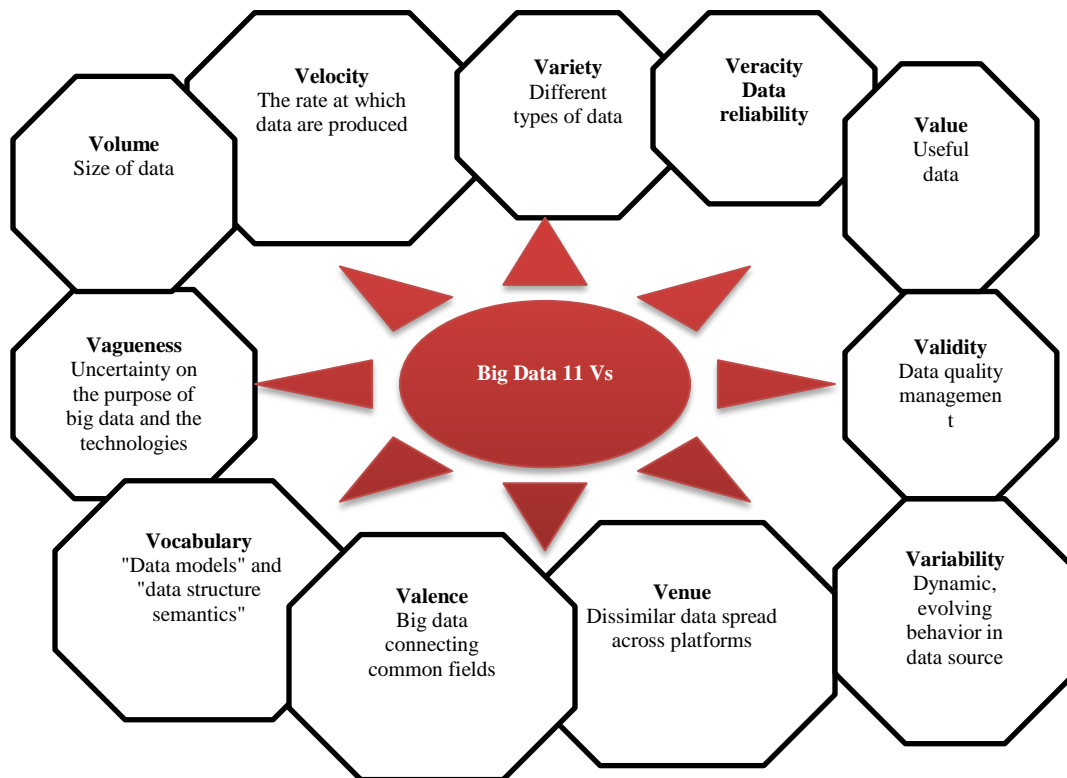 Velocity
The rate at which
data are produced
Variety
Different
types of data
Veracity
Data
reliability
Value
Useful
data
Volume
Size of data
Big Data 11 Vs
Vagueness
Uncertainty on
the purpose of
big data and the
technologies
Validity
Data quality
managemen
t
Vocabulary
"Data models" and
"data structure
semantics"
Valence
Big data
connecting
common fields
Venue
Dissimilar data spread
across platforms
Variability
Dynamic,
evolving
behavior in
data source